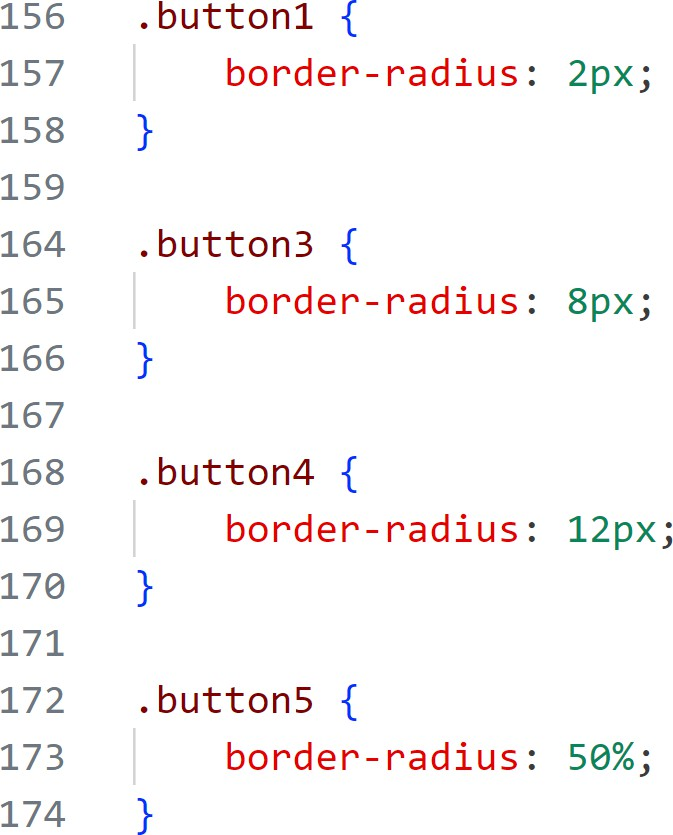 156 .button1 {
157 border-radius: 2px;
158 }
159
164 .button3 {
165 border-radius: 8px;
166 }
167
168 .button4 {
169 border-radius: 12px;
170 }
171
172 .button5 {
173 border-radius: 50%;
174 }